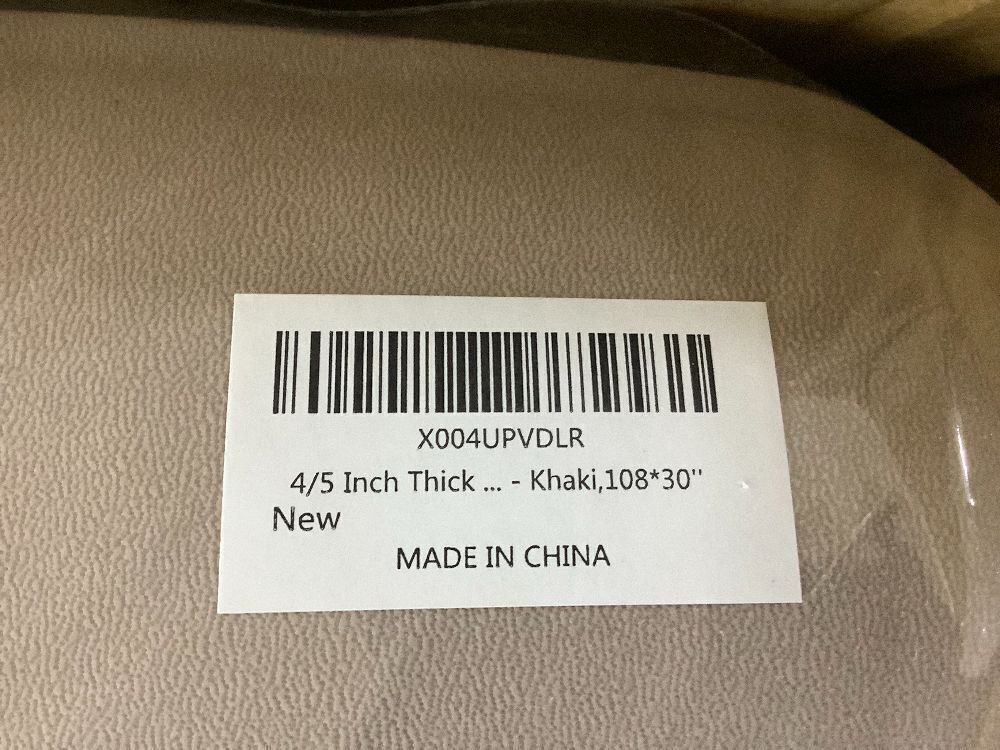 X004UPVDLR
4/5 Inch Thick ... - Khaki,108*30''
New
MADE IN CHINA